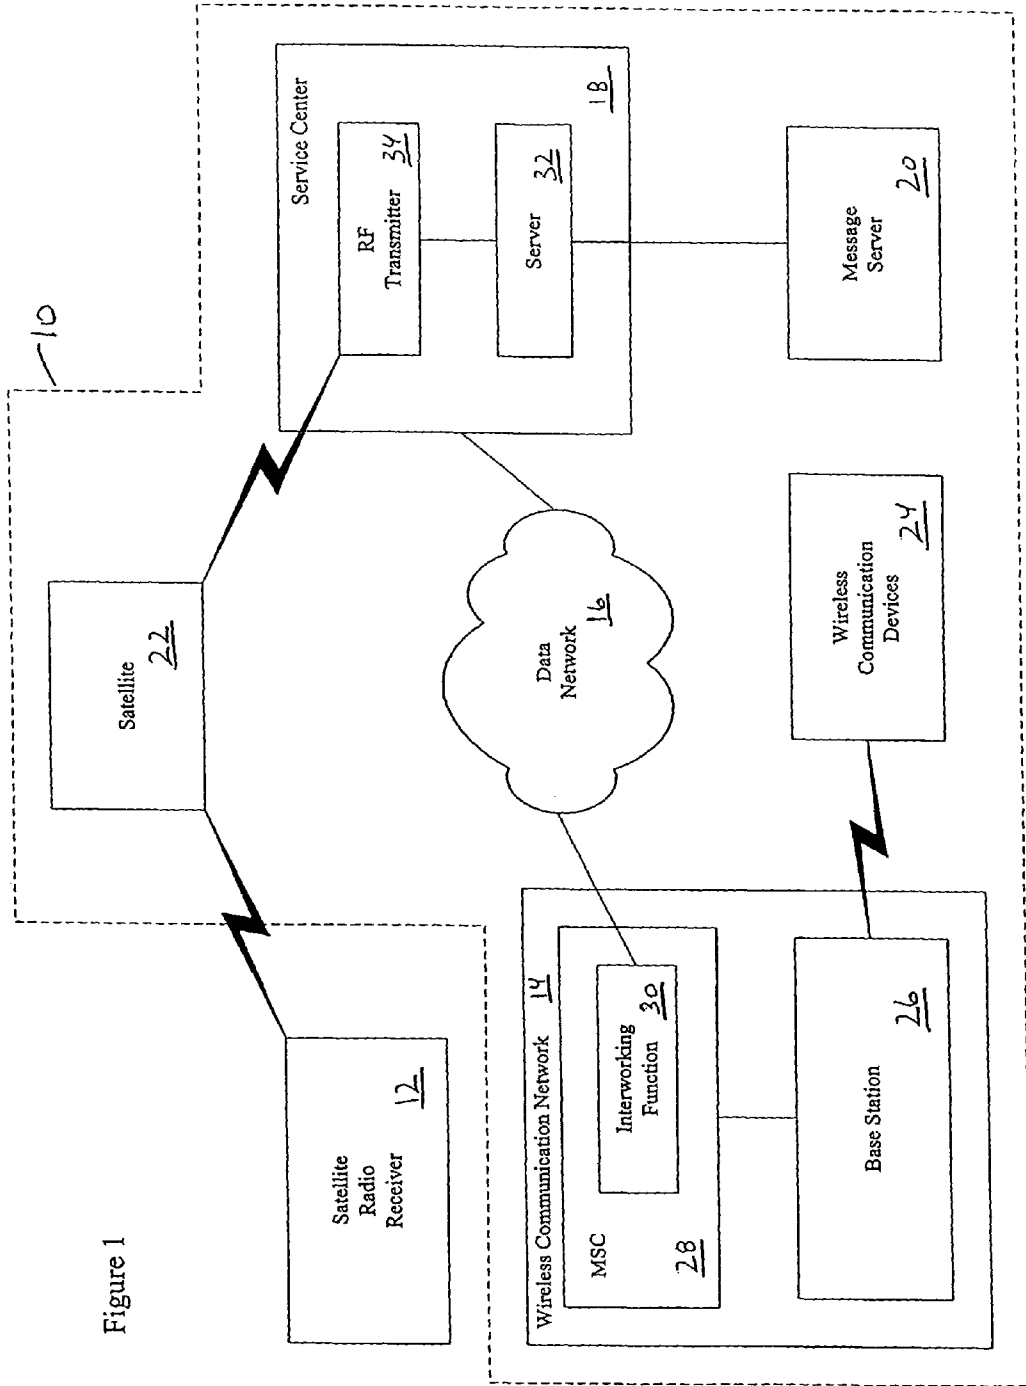 Figure 1
10
Satellite
22
Satellite
Radio
Receiver
12
Service Center
RF
Transmitter
34
Server
32
18
Data
Network
16
Wireless Communication Network
14
Interworking
Function
30
MSC
28
Base Station
26
Wireless
Communication
Devices
24
Message
Server
20